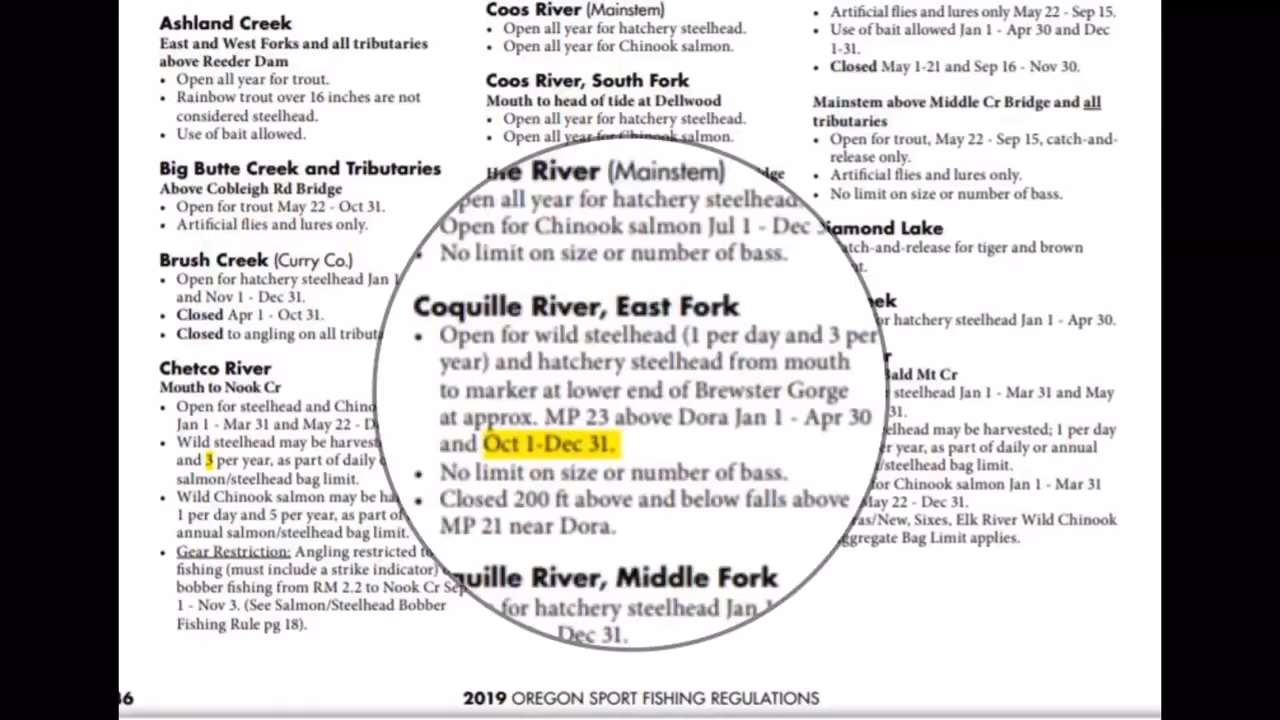 Ashland Creek
East and West Forks and all tributaries
above Reeder Dam
• Open all year for trout.
• Rainbow trout over 16 inches are not
considered steelhead.
• Use of bait allowed.
Big Butte Creek and Tributaries
Above Cobleigh Rd Bridge
• Open for trout May 22 - Oct 31.
• Artificial flies and lures only.
Brush Creek (Curry Co.)
• Open for hatchery steelhead Jan 1
and Nov 1 - Dec 31.
• Closed Apr 1 - Oct 31.
• Closed to angling on all
Chetco River
Mouth to Nook Cr
• Open for steelhead and
Jan 1 - Mar 31 and May 22 -
• Wild steelhead may be
and 3 per year, as part of daily
salmon/steelhead bag limit.
• Wild Chinook salmon may be
1 per day and 5 per year, as part of
annual salmon/steelhead bag limit.
• Gear Restriction: Angling restricted
fishing (must include a strike indicator)
bobber fishing from RM 2.2 to Nook Cr Sep
1 - Nov 3. (See Salmon/Steelhead Bobber
Fishing Rule pg 18).
Coos River (Mainstem)
• Open all year for hatchery steelhead.
• Open all year for Chinook salmon.
Coos River, South Fork
Mouth to head of tide at Dellwood
• Open all year for hatchery steelhead.
• Open all year for Chinook salmon.
River (Mainstem)
all year for hatchery steelhead
Open for Chinook salmon Jul 1 - Dec
• No limit on size or number of bass.
Coquille River, East Fork
• Open for wild steelhead (1 per day and 3 per
year) and hatchery steelhead from mouth
to marker at lower end of Brewster Gorge
at approx. MP 23 above Dora Jan 1 - Apr 30
and Oct 1-Dec 31.
• No limit on size or number of bass.
• Closed 200 ft above and below falls above
MP 21 near Dora.
River, Middle Fork
for hatchery steelhead Jan
Dec 31.
• Artificial flies and lures only May 22 - Sep 15.
• Use of bait allowed Jan 1 - Apr 30 and Dec
1-31.
• Closed May 1-21 and Sep 16 - Nov 30.
Mainstem above Middle Cr Bridge and all
tributaries
• Open for trout, May 22 - Sep 15, catch-and-
release only.
• Artificial flies and lures only.
• No limit on size or number of bass.
Lake
for tiger and brown
hatchery steelhead Jan 1 - Apr 30.
Mt Cr
steelhead Jan 1 - Mar 31 and May
31.
may be harvested; 1 per day
year, as part of daily or annual
/steelhead bag limit.
for Chinook salmon Jan 1 - Mar 31
May 22 - Dec 31.
/New, Sixes, Elk River Wild Chinook
Bag Limit applies.
2019 OREGON SPORT FISHING REGULATIONS